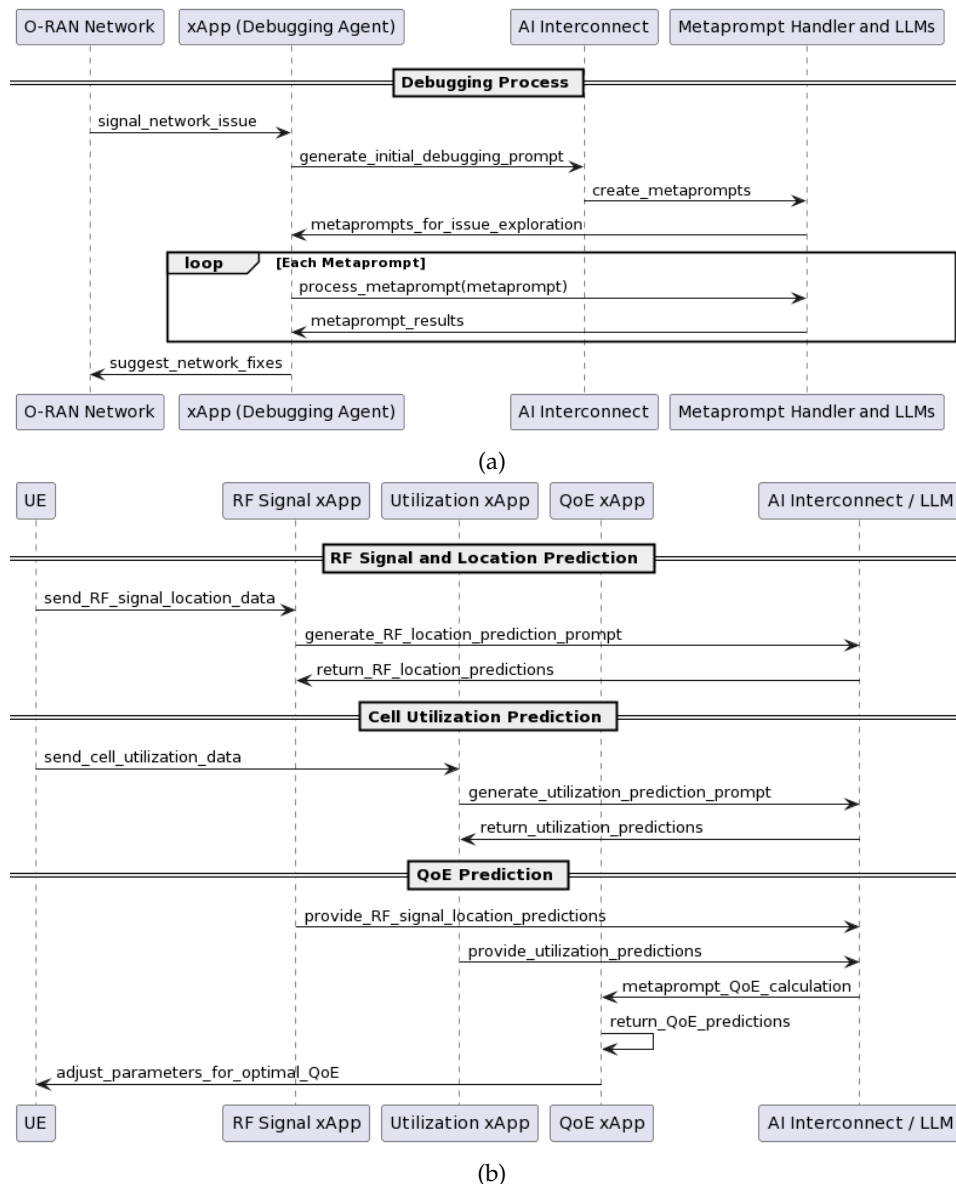 O-RAN Network xApp (Debugging Agent) AI Interconnect Metaprompt Handler and LLMs
Debugging Process
signal_network_issue
generate_initial_debugging_prompt
create_metaprompts
metaprompts_for_issue_exploration
loop [Each Metaprompt]
process_metaprompt(metaprompt)
metaprompt_results
suggest_network_fixes
O-RAN Network xApp (Debugging Agent) AI Interconnect Metaprompt Handler and LLMs
(a)
UE RF Signal xApp Utilization xApp QoE xApp AI Interconnect / LLM
RF Signal and Location Prediction
send_RF_signal_location_data
generate_RF_location_prediction_prompt
return_RF_location_predictions
Cell Utilization Prediction
send_cell_utilization_data
generate_utilization_prediction_prompt
return_utilization_predictions
QoE Prediction
provide_RF_signal_location_predictions
provide_utilization_predictions
metaprompt_QoE_calculation
return_QoE_predictions
adjust_parameters_for_optimal_QoE
UE RF Signal xApp Utilization xApp QoE xApp AI Interconnect / LLM
(b)